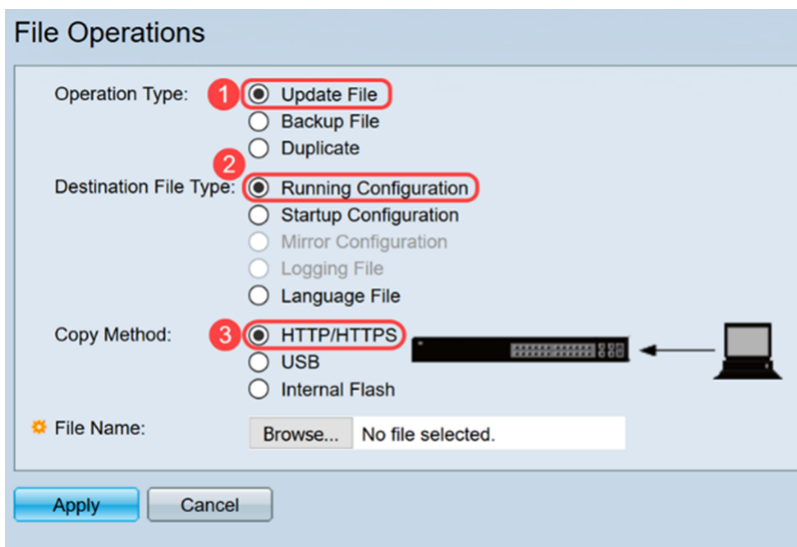 File Operations
Operation Type: 1 Update File
Backup File
Duplicate
2
Destination File Type: Running Configuration
Startup Configuration
Mirror Configuration
Logging File
Language File
Copy Method: 3 HTTP/HTTPS
USB
Internal Flash
File Name: Browse... No file selected.
Apply Cancel